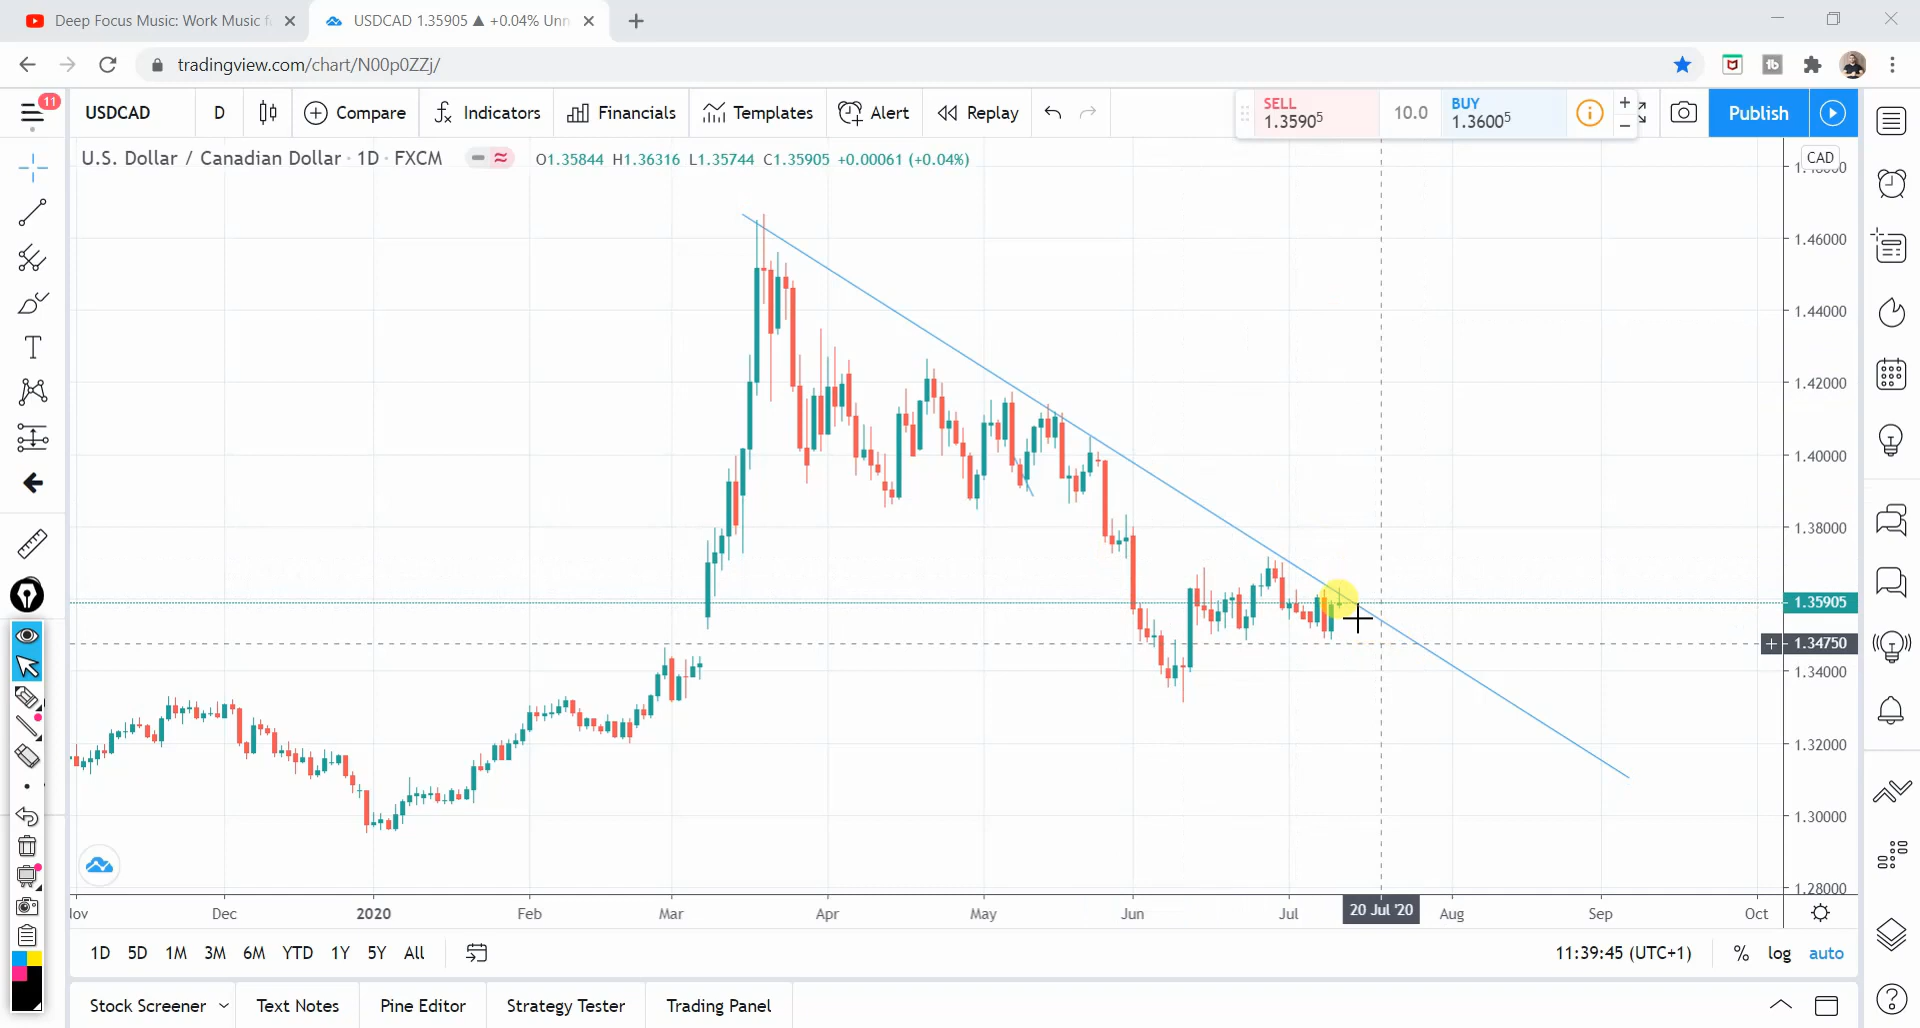 Deep Focus Music: Work Music f
USDCAD 1.35905 ▲ +0.04% Unn
tradingview.com/chart/N00p0ZZj/
11
USDCAD D Compare Indicators Financials Templates Alert Replay
SELL 1.35905 10.0 BUY 1.36005
Publish
U.S. Dollar / Canadian Dollar · 1D · FXCM O1.35844 H1.36316 L1.35744 C1.35905 +0.00061 (+0.04%)
CAD
1.46000
1.44000
1.42000
1.40000
1.38000
1.35905
1.34750
1.34000
1.32000
1.30000
1.28000
Dec 2020 Feb Mar Apr May Jun Jul 20 Jul '20 Aug Sep Oct
1D 5D 1M 3M 6M YTD 1Y 5Y All 11:39:45 (UTC+1) % log auto
Stock Screener Text Notes Pine Editor Strategy Tester Trading Panel